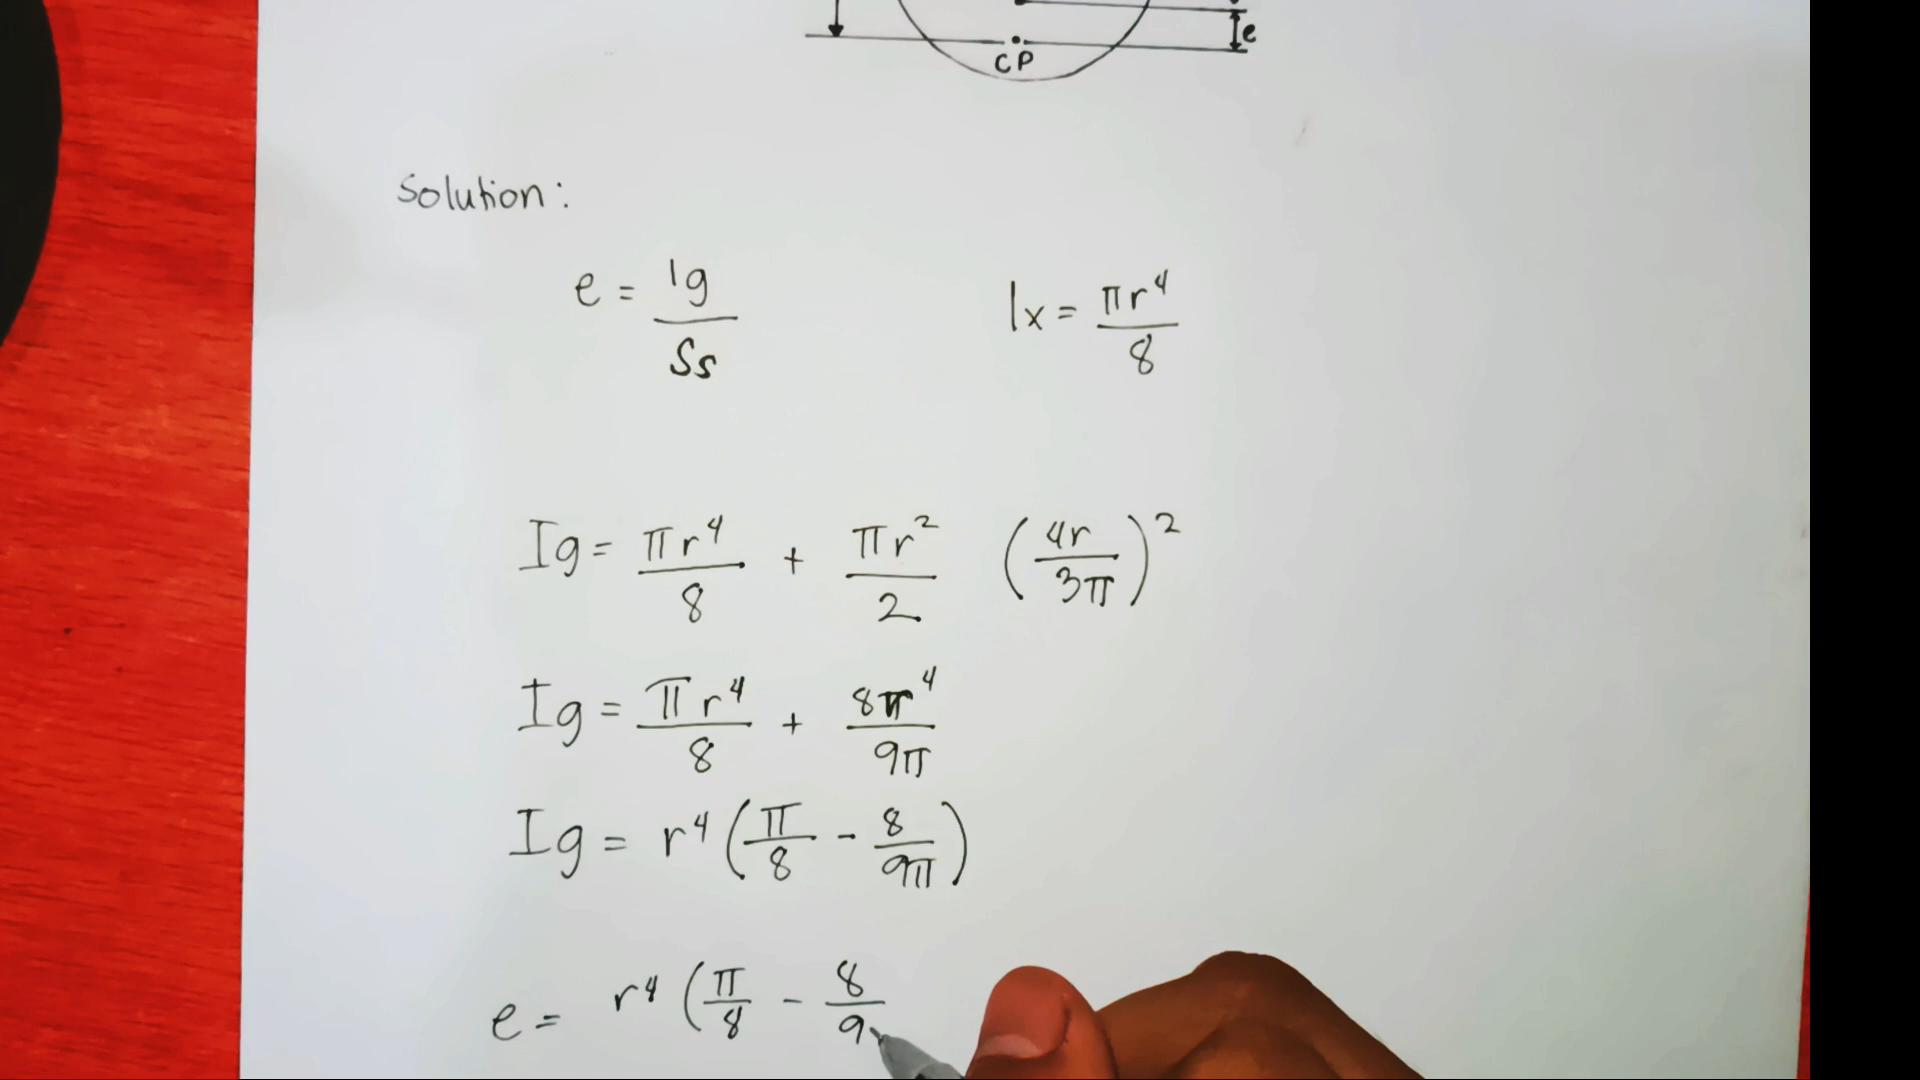 e
CP
Solution:
e = Ig/Ss
Ix = πr⁴/8
Ig = πr⁴/8 + πr²/2 (4r/3π)²
Ig = πr⁴/8 + 8r⁴/9π
Ig = r⁴(π/8 - 8/9π)
e = r⁴(π/8 - 8/9